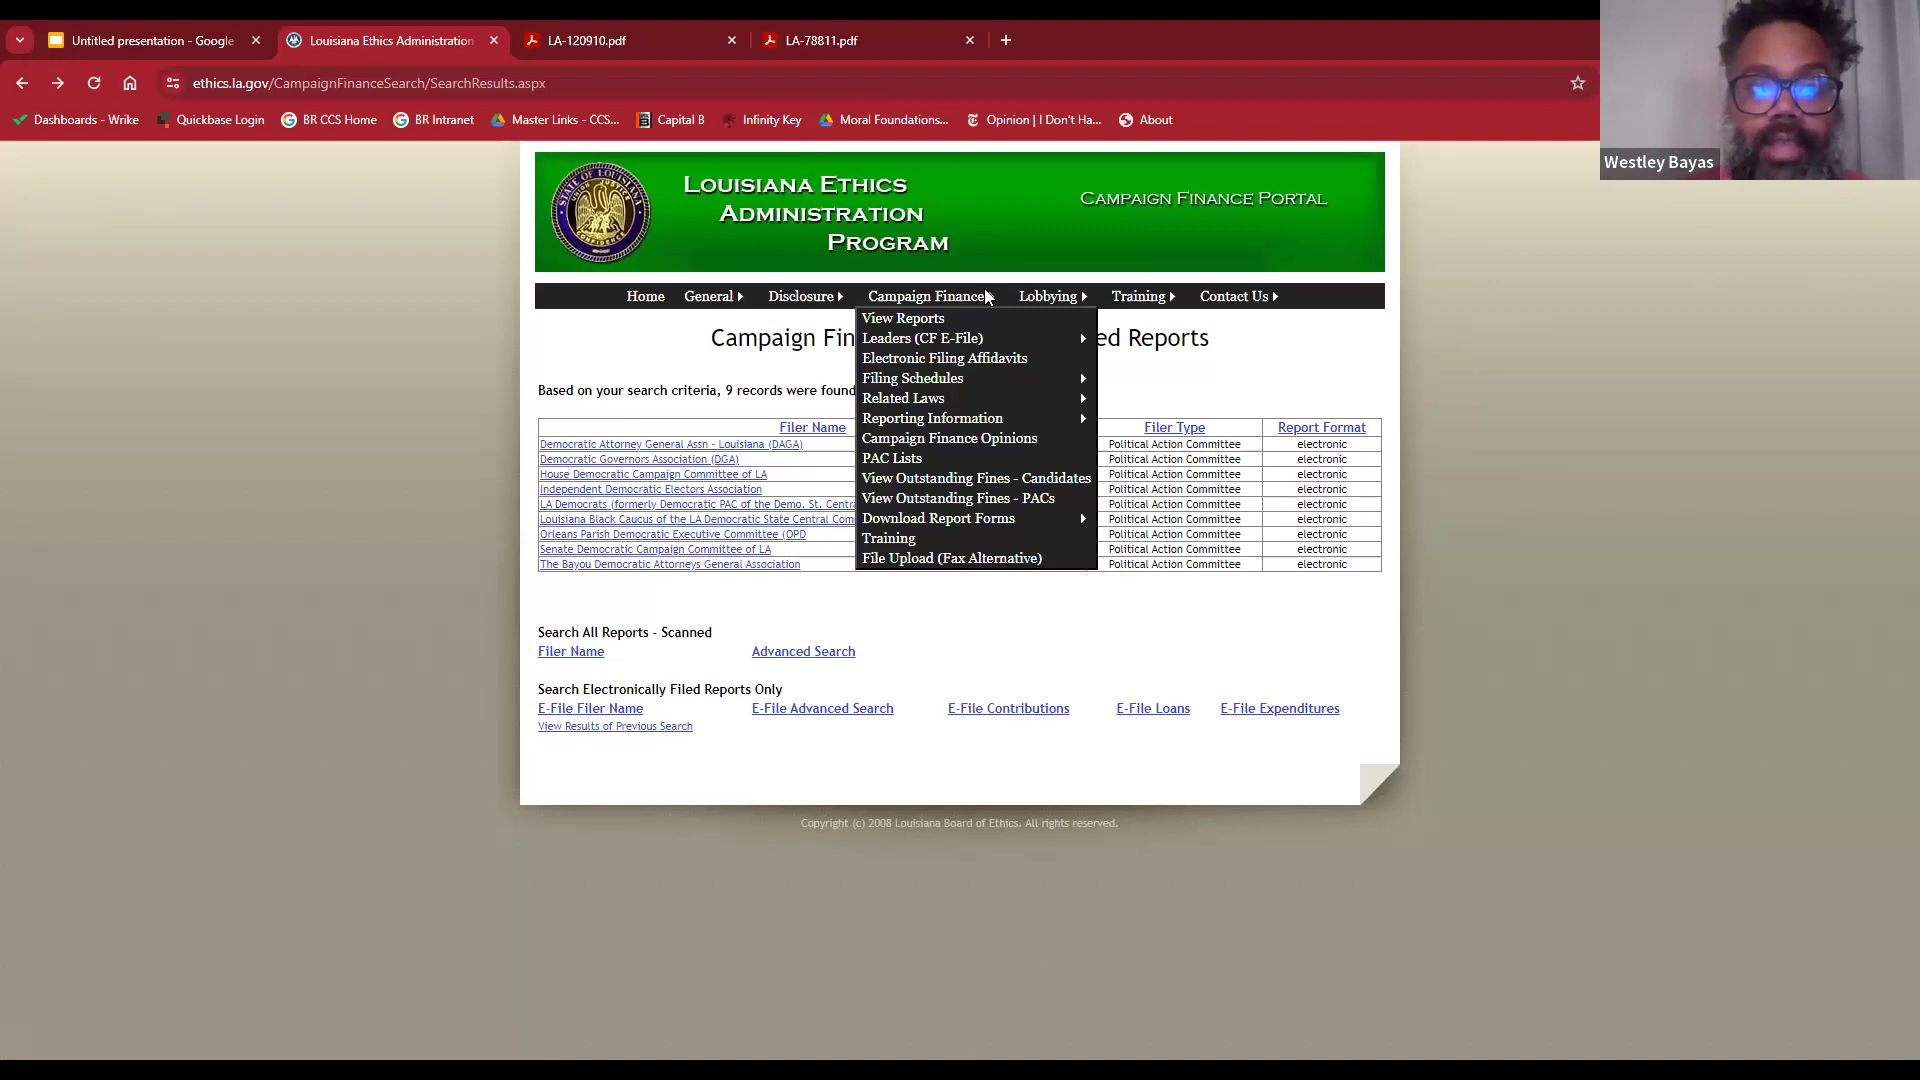 Untitled presentation - Google
Louisiana Ethics Administration
LA-120910.pdf
LA-78811.pdf
ethics.la.gov/CampaignFinanceSearch/SearchResults.aspx
Dashboards - Wrike
Quickbase Login
BR CCS Home
BR Intranet
Master Links - CCS...
Capital B
Infinity Key
Moral Foundations...
Opinion | I Don't Ha...
About
Westley Bayas
STATE OF LOUISIANA
UNION JUSTICE
CONFIDENCE
LOUISIANA ETHICS
ADMINISTRATION
PROGRAM
CAMPAIGN FINANCE PORTAL
Home General Disclosure Campaign Finance Lobbying Training Contact Us
View Reports
Leaders (CF E-File)
Electronic Filing Affidavits
Filing Schedules
Related Laws
Reporting Information
Campaign Finance Opinions
PAC Lists
View Outstanding Fines - Candidates
View Outstanding Fines - PACs
Download Report Forms
Training
File Upload (Fax Alternative)
Campaign Fin ed Reports
Based on your search criteria, 9 records were found
Filer Name Filer Type Report Format
Democratic Attorney General Assn - Louisiana (DAGA) Political Action Committee electronic
Democratic Governors Association (DGA) Political Action Committee electronic
House Democratic Campaign Committee of LA Political Action Committee electronic
Independent Democratic Electors Association Political Action Committee electronic
LA Democrats (formerly Democratic PAC of the Demo. St. Centr Political Action Committee electronic
Louisiana Black Caucus of the LA Democratic State Central Com Political Action Committee electronic
Orleans Parish Democratic Executive Committee (OPD Political Action Committee electronic
Senate Democratic Campaign Committee of LA Political Action Committee electronic
The Bayou Democratic Attorneys General Association Political Action Committee electronic
Search All Reports - Scanned
Filer Name Advanced Search
Search Electronically Filed Reports Only
E-File Filer Name E-File Advanced Search E-File Contributions E-File Loans E-File Expenditures
View Results of Previous Search
Copyright (c) 2008 Louisiana Board of Ethics. All rights reserved.